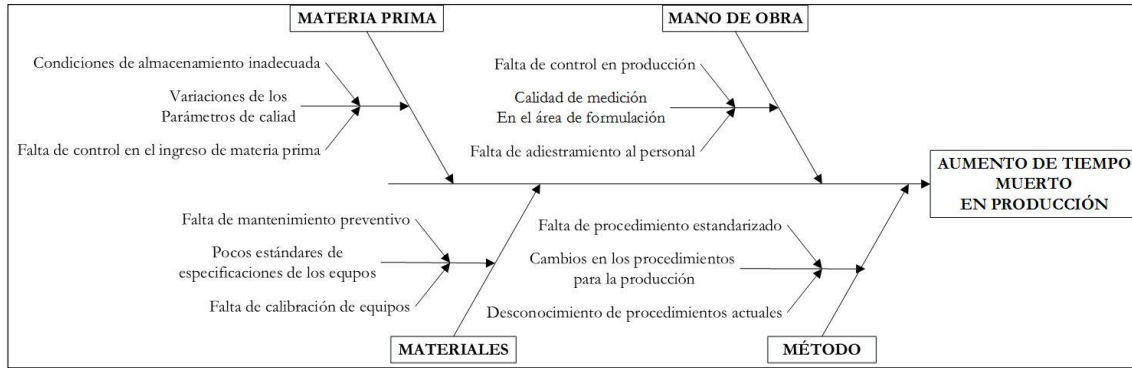 MATERIA PRIMA
MANO DE OBRA
Condiciones de almacenamiento inadecuada
Variaciones de los
Parámetros de caliad
Falta de control en el ingreso de materia prima
Falta de control en producción
Calidad de medición
En el área de formulación
Falta de adiestramiento al personal
AUMENTO DE TIEMPO
MUERTO
EN PRODUCCIÓN
Falta de mantenimiento preventivo
Pocos estándares de
especificaciones de los equpos
Falta de calibración de equipos
Falta de procedimiento estandarizado
Cambios en los procedimientos
para la producción
Desconocimiento de procedimientos actuales
MATERIALES
MÉTODO